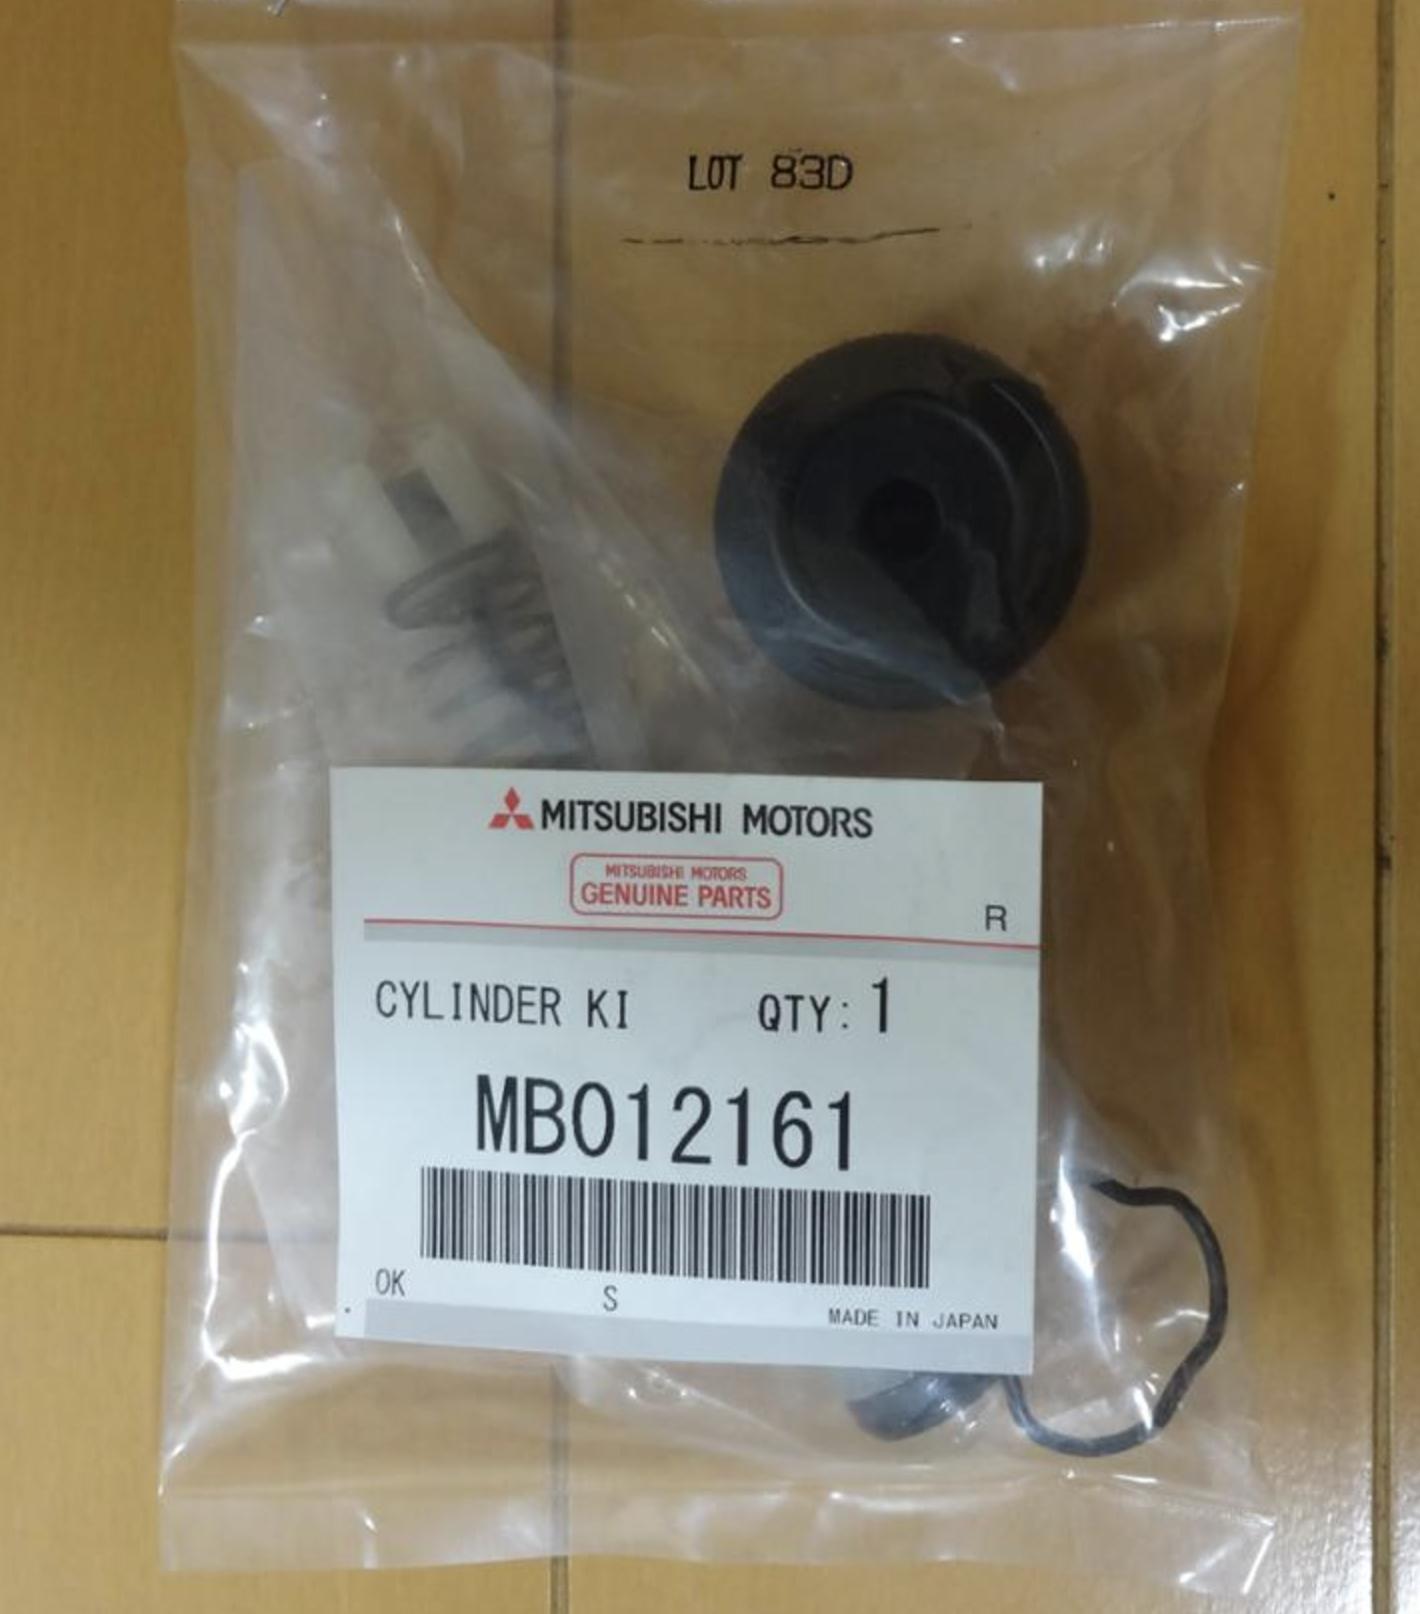 LOT 83D
MITSUBISHI MOTORS
MITSUBISHI MOTORS
GENUINE PARTS
R
CYLINDER KI QTY: 1
MB012161
OK S MADE IN JAPAN